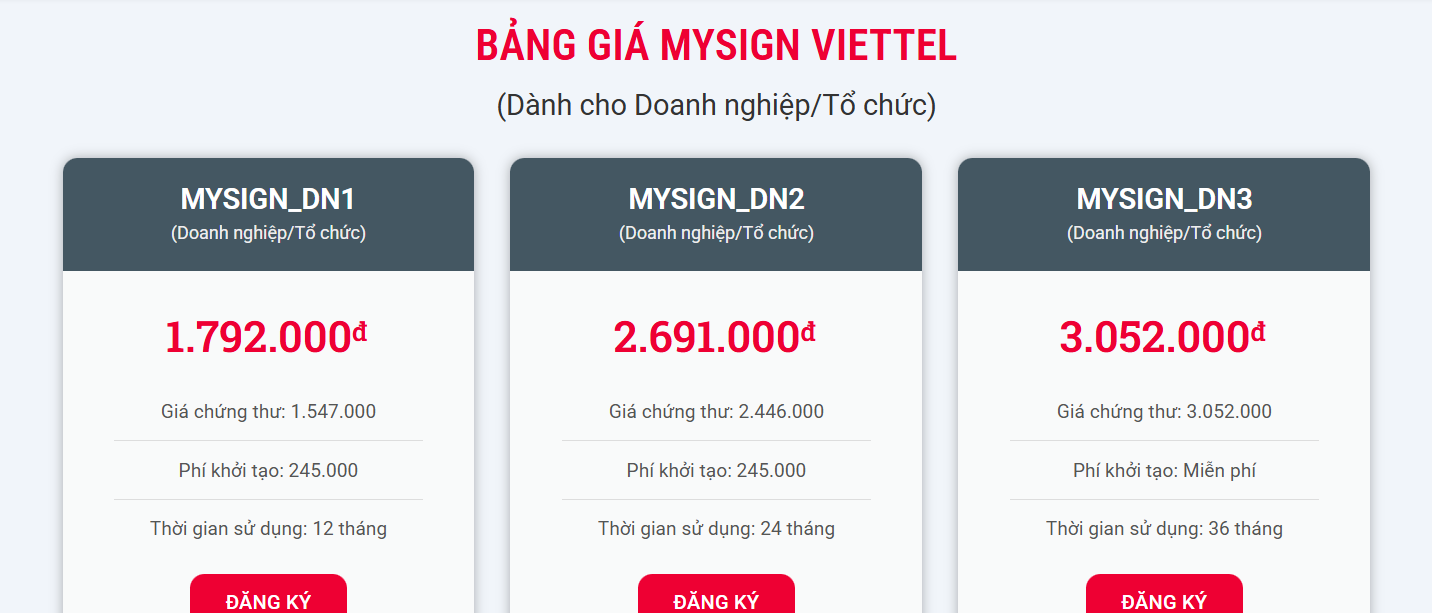 BẢNG GIÁ MYSIGN VIETTEL
(Dành cho Doanh nghiệp/Tổ chức)
MYSIGN_DN1
(Doanh nghiệp/Tổ chức)
1.792.000đ
Giá chứng thư: 1.547.000
Phí khởi tạo: 245.000
Thời gian sử dụng: 12 tháng
ĐĂNG KÝ
MYSIGN_DN2
(Doanh nghiệp/Tổ chức)
2.691.000đ
Giá chứng thư: 2.446.000
Phí khởi tạo: 245.000
Thời gian sử dụng: 24 tháng
ĐĂNG KÝ
MYSIGN_DN3
(Doanh nghiệp/Tổ chức)
3.052.000đ
Giá chứng thư: 3.052.000
Phí khởi tạo: Miễn phí
Thời gian sử dụng: 36 tháng
ĐĂNG KÝ